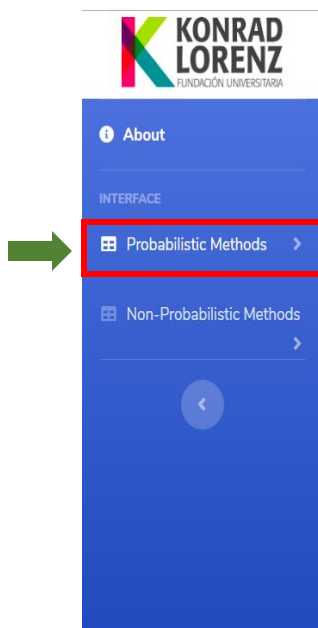 KONRAD
LORENZ
FUNDACIÓN UNIVERSITARIA
About
INTERFACE
Probabilistic Methods
Non-Probabilistic Methods